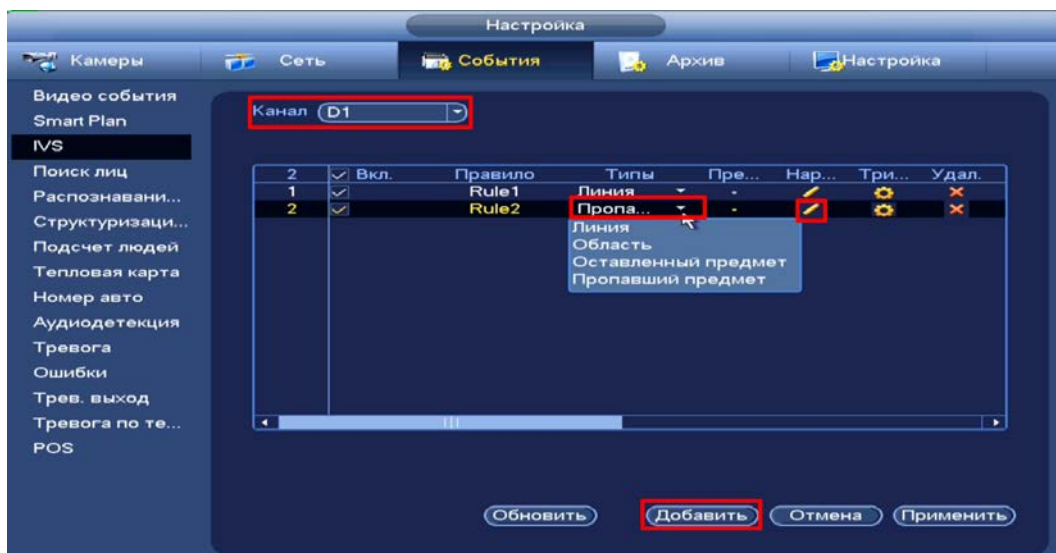 Настройка
Камеры Сеть События Архив Настройка
Видео события
Smart Plan
IVS
Поиск лиц
Распознавани...
Структуризаци...
Подсчет людей
Тепловая карта
Номер авто
Аудиодетекция
Тревога
Ошибки
Трев. выход
Тревога по те...
POS
Канал D1
2 Вкл. Правило Типы Пре... Нар... Три... Удал.
1 Rule1 Линия -
2 Rule2 Пропа... -
Линия
Область
Оставленный предмет
Пропавший предмет
Обновить Добавить Отмена Применить